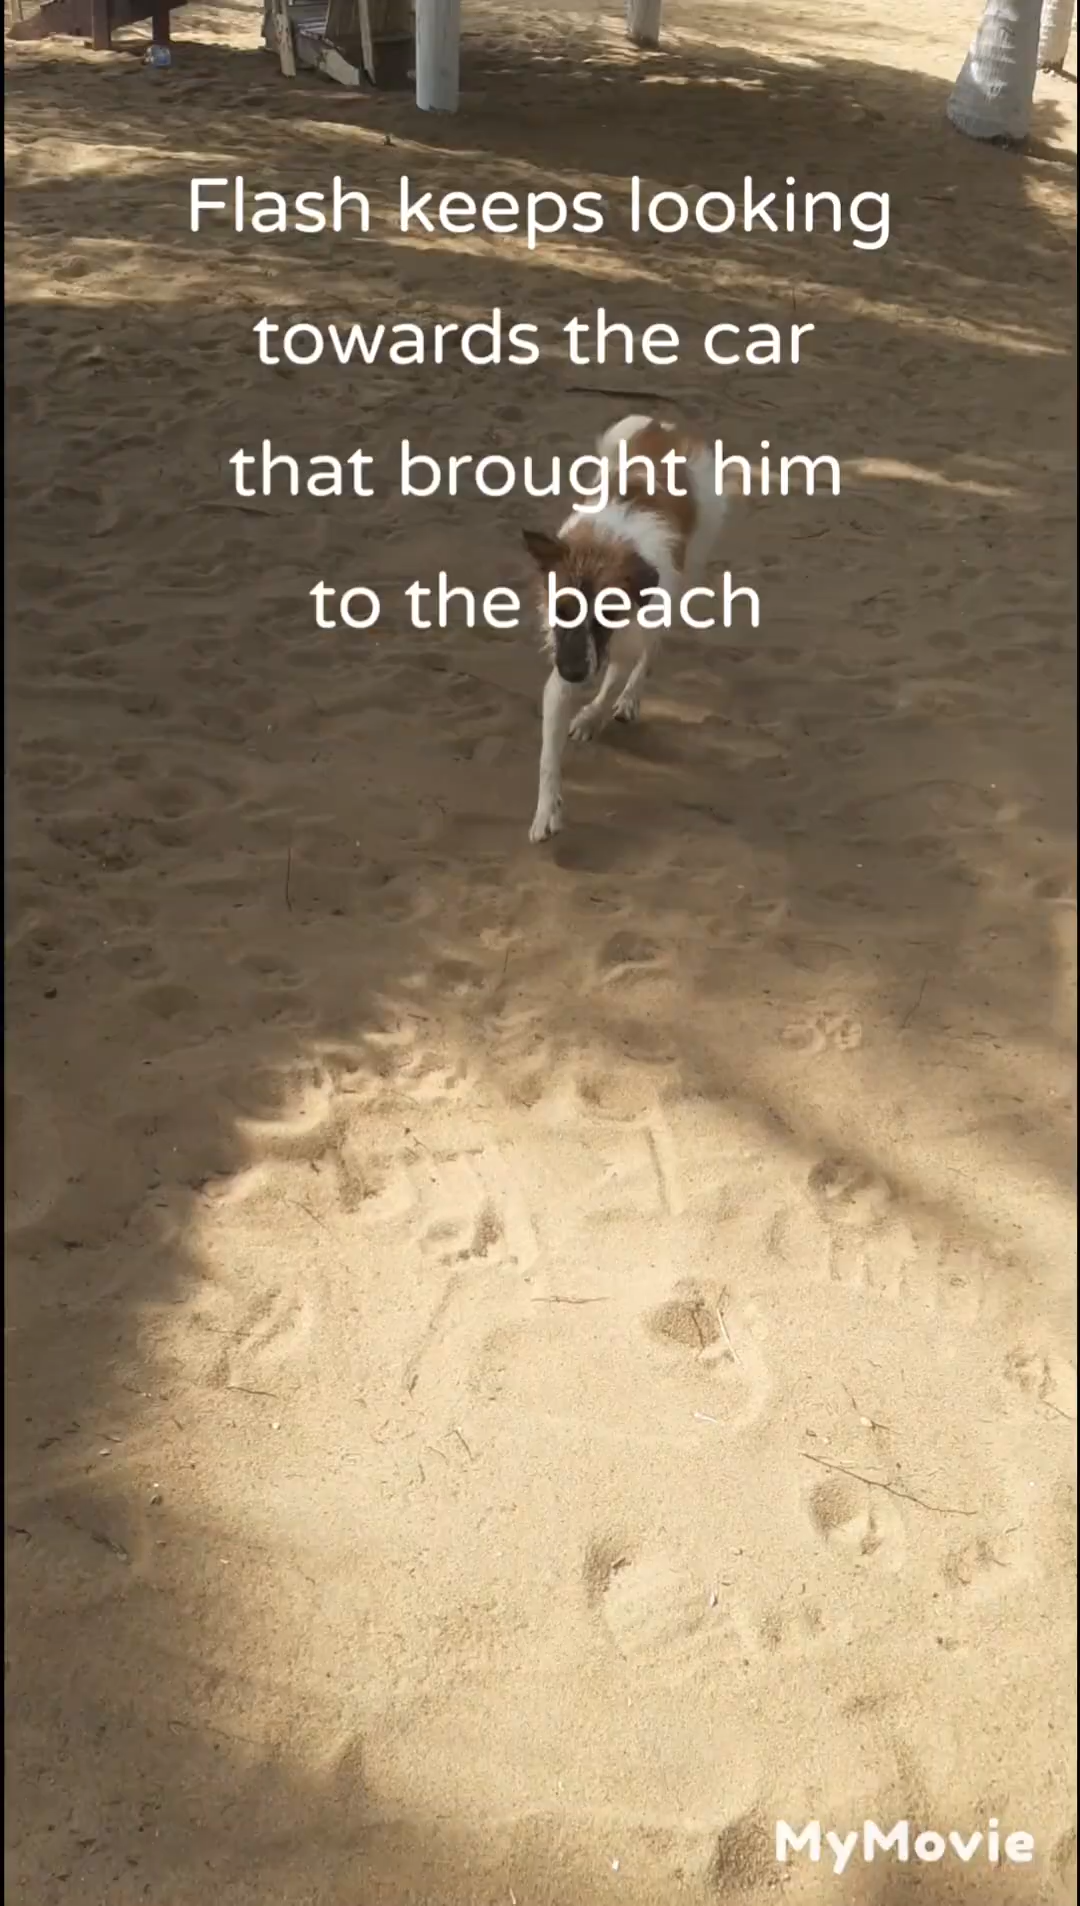 Flash keeps looking
towards the car
that brought him
to the beach
MyMovie